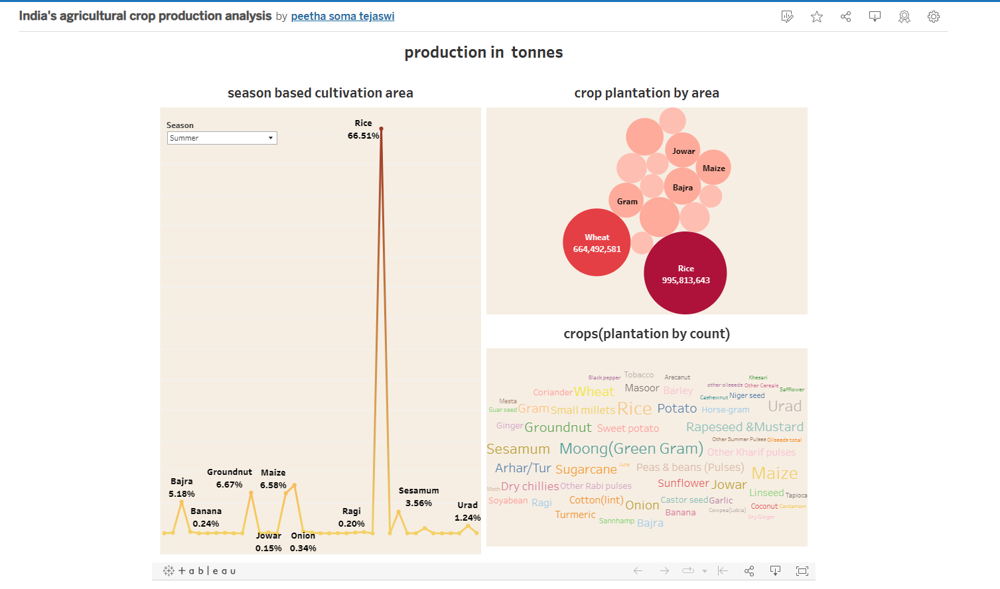 India's agricultural crop production analysis by peetha soma tejaswi
production in tonnes
season based cultivation area
Season
Summer
Rice
66.51%
Bajra
5.18%
Banana
0.24%
Groundnut
6.67%
Maize
6.58%
Jowar
0.15%
Onion
0.34%
Ragi
0.20%
Sesamum
3.56%
Urad
1.24%
crop plantation by area
Jowar
Maize
Bajra
Gram
Wheat
664,492,581
Rice
995,813,643
crops(plantation by count)
Black pepper Tobacco Arecanut Khesari
Coriander Wheat Masoor Barley other oilseeds Other Cereals Safflower
Cashewnut Niger seed
Mesta
Guar seed Gram Small millets Rice Potato Horse-gram Urad
Ginger Groundnut Sweet potato Rapeseed &Mustard
Other Summer Pulses Oilseeds total
Sesamum Moong(Green Gram) Other Kharif pulses
Arhar/Tur Sugarcane Jute Peas & beans (Pulses) Maize
Moth Dry chillies Other Rabi pulses Sunflower Jowar
Linseed Tapioca
Soyabean Ragi Cotton(lint) Onion Castor seed Garlic
Coconut Cardamom
Turmeric Banana Cowpea(Lobia) Dry Ginger
Sannhamp Bajra
+ableau